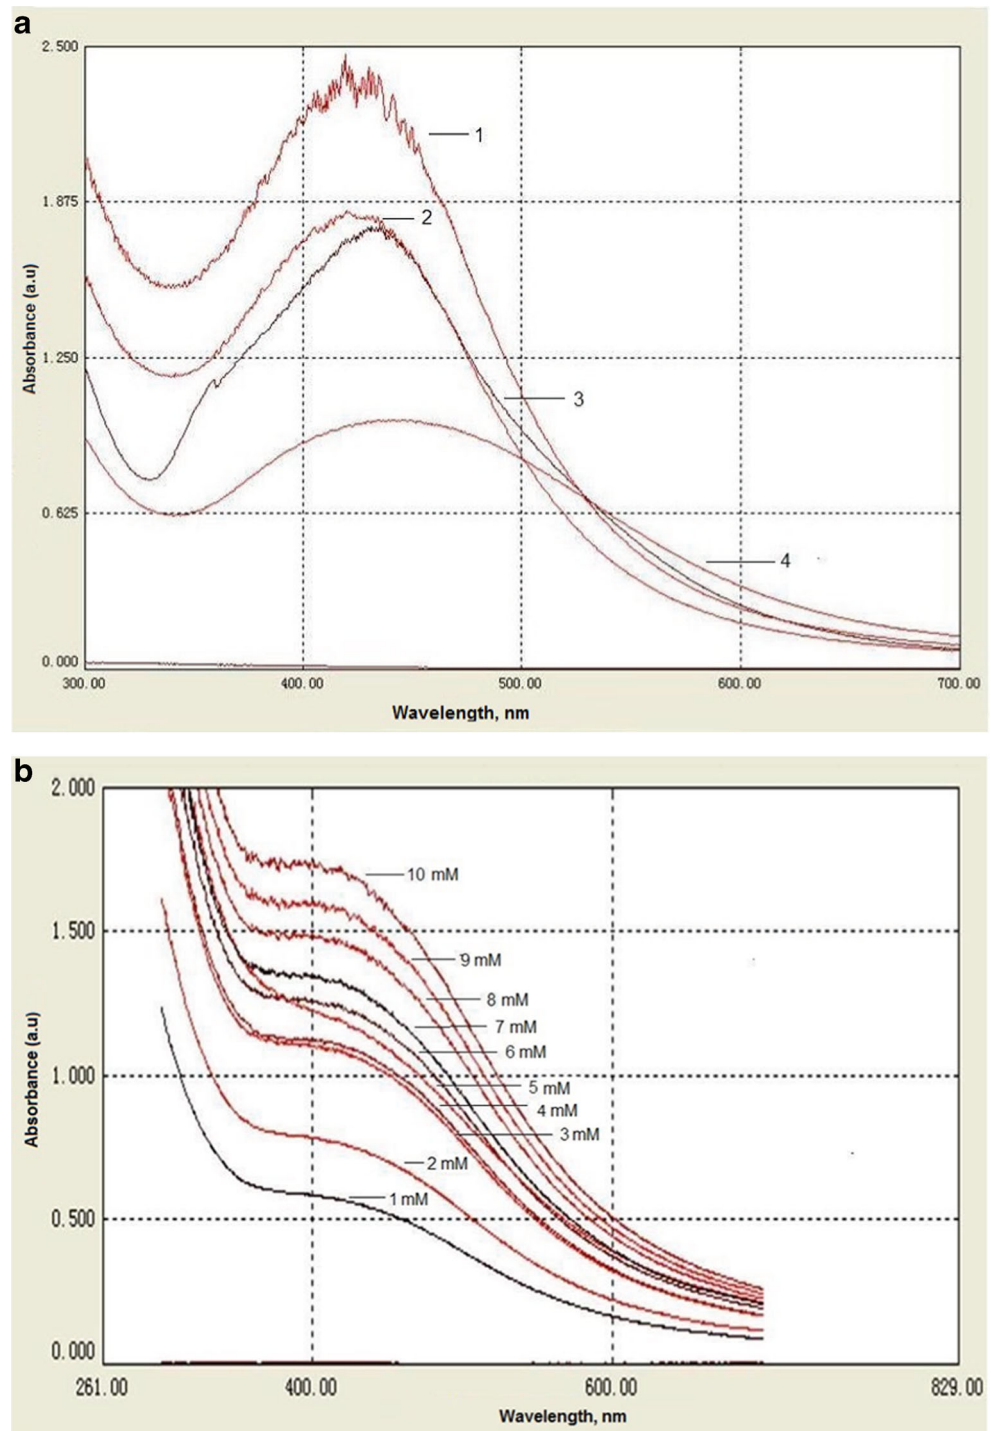 a
2.500
1.875
1.250
0.625
0.000
Absorbance (a.u)
1
2
3
4
300.00 400.00 500.00 600.00 700.00
Wavelength, nm
b
2.000
1.500
1.000
0.500
0.000
Absorbance (a.u)
10 mM
9 mM
8 mM
7 mM
6 mM
5 mM
4 mM
3 mM
2 mM
1 mM
261.00 400.00 600.00 829.00
Wavelength, nm